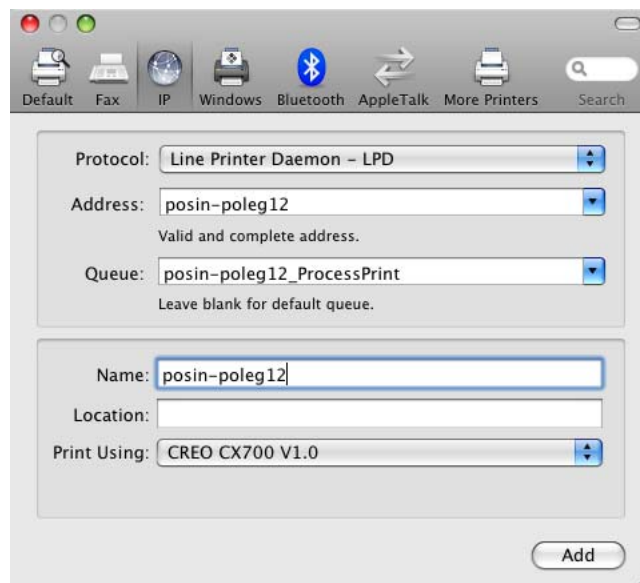 Default Fax IP Windows Bluetooth AppleTalk More Printers Search
Protocol: Line Printer Daemon – LPD
Address: posin-poleg12
Valid and complete address.
Queue: posin-poleg12_ProcessPrint
Leave blank for default queue.
Name: posin-poleg12
Location:
Print Using: CREO CX700 V1.0
Add